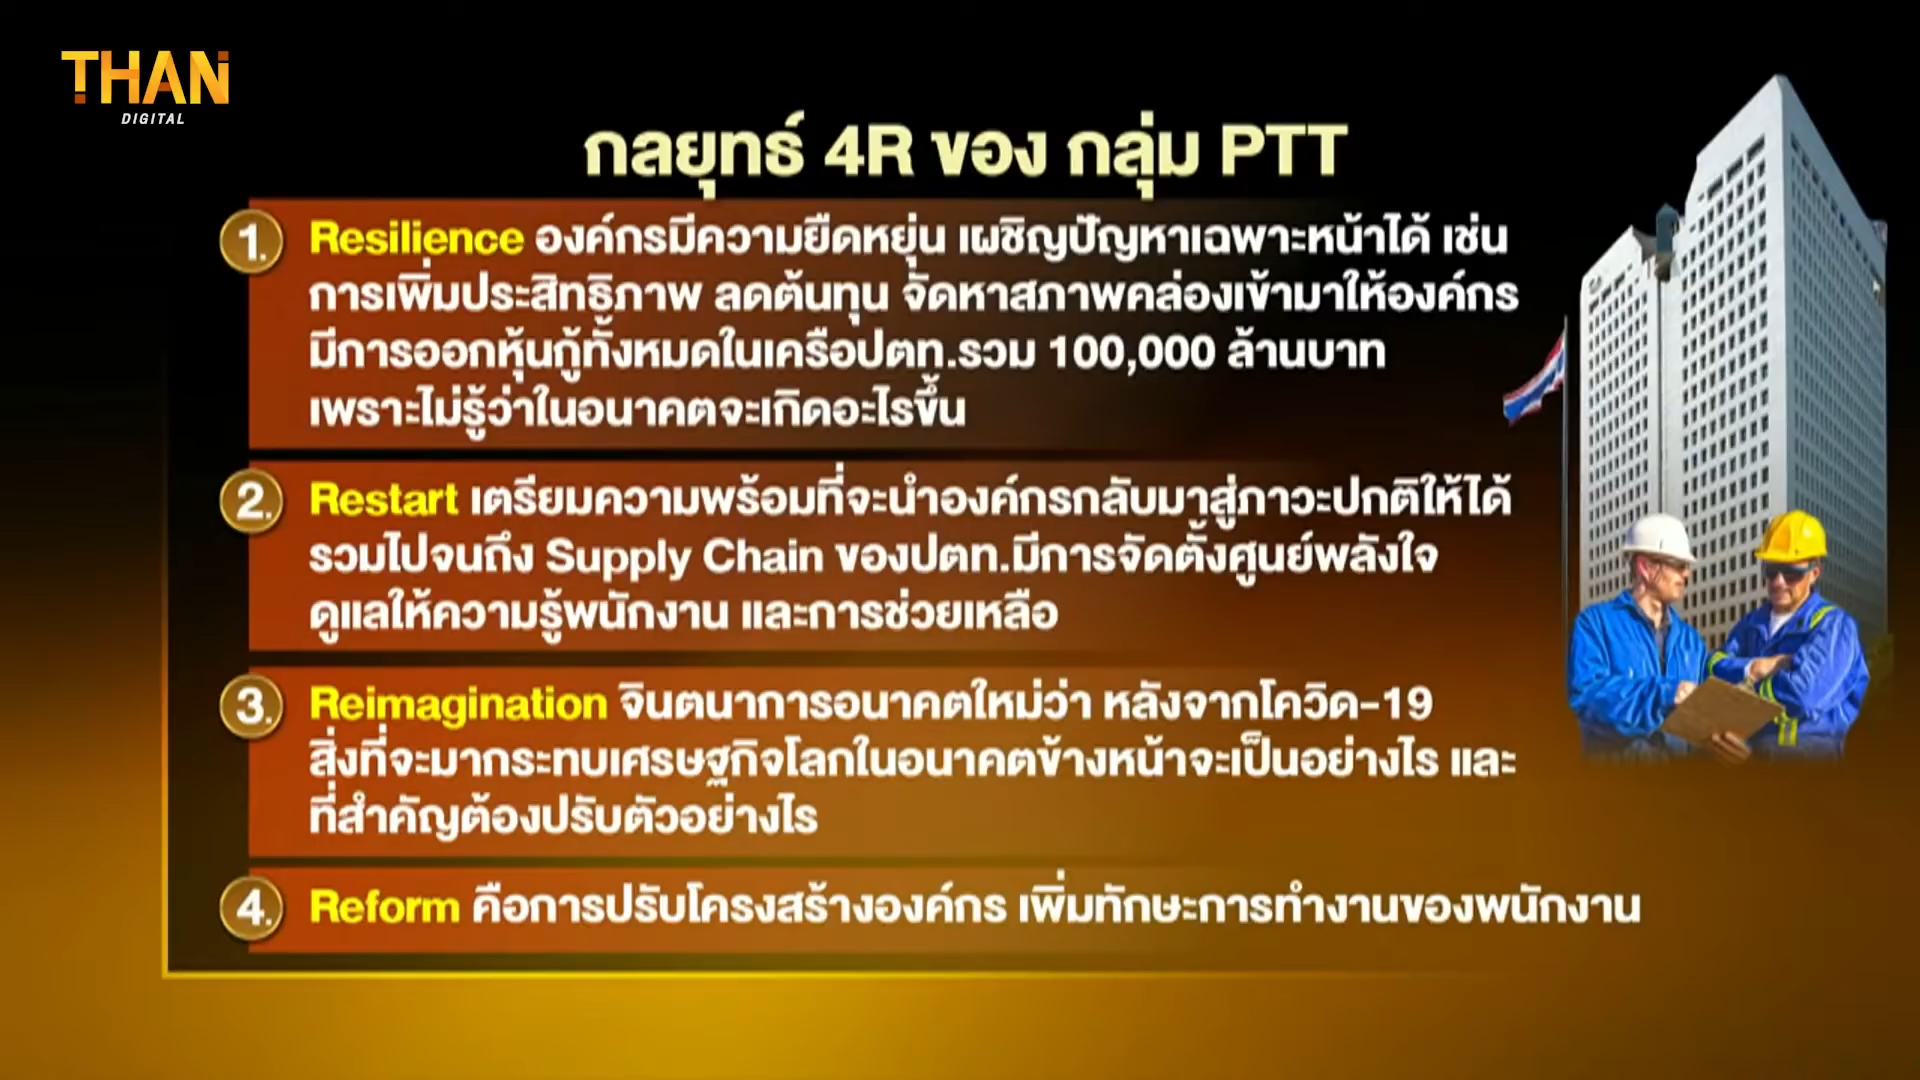 THAN
DIGITAL
กลยุทธ์ 4R ของ กลุ่ม PTT
1. Resilience องค์กรมีความยืดหยุ่น เผชิญปัญหาเฉพาะหน้าได้ เช่น
การเพิ่มประสิทธิภาพ ลดต้นทุน จัดหาสภาพคล่องเข้ามาให้องค์กร
มีการออกหุ้นกู้ทั้งหมดในเครือปตท.รวม 100,000 ล้านบาท
เพราะไม่รู้ว่าในอนาคตจะเกิดอะไรขึ้น
2. Restart เตรียมความพร้อมที่จะนำองค์กรกลับมาสู่ภาวะปกติให้ได้
รวมไปจนถึง Supply Chain ของปตท.มีการจัดตั้งศูนย์พลังใจ
ดูแลให้ความรู้พนักงาน และการช่วยเหลือ
3. Reimagination จินตนาการอนาคตใหม่ว่า หลังจากโควิด-19
สิ่งที่จะมากระทบเศรษฐกิจโลกในอนาคตข้างหน้าจะเป็นอย่างไร และ
ที่สำคัญต้องปรับตัวอย่างไร
4. Reform คือการปรับโครงสร้างองค์กร เพิ่มทักษะการทำงานของพนักงาน